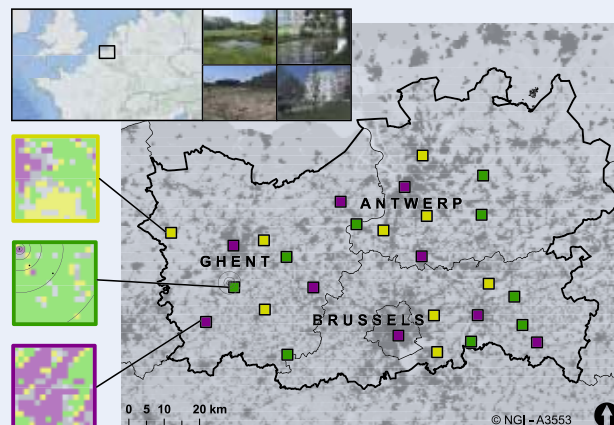 ANTWERP
GHENT
BRUSSELS
0 5 10 20 km
© NGI - A3553